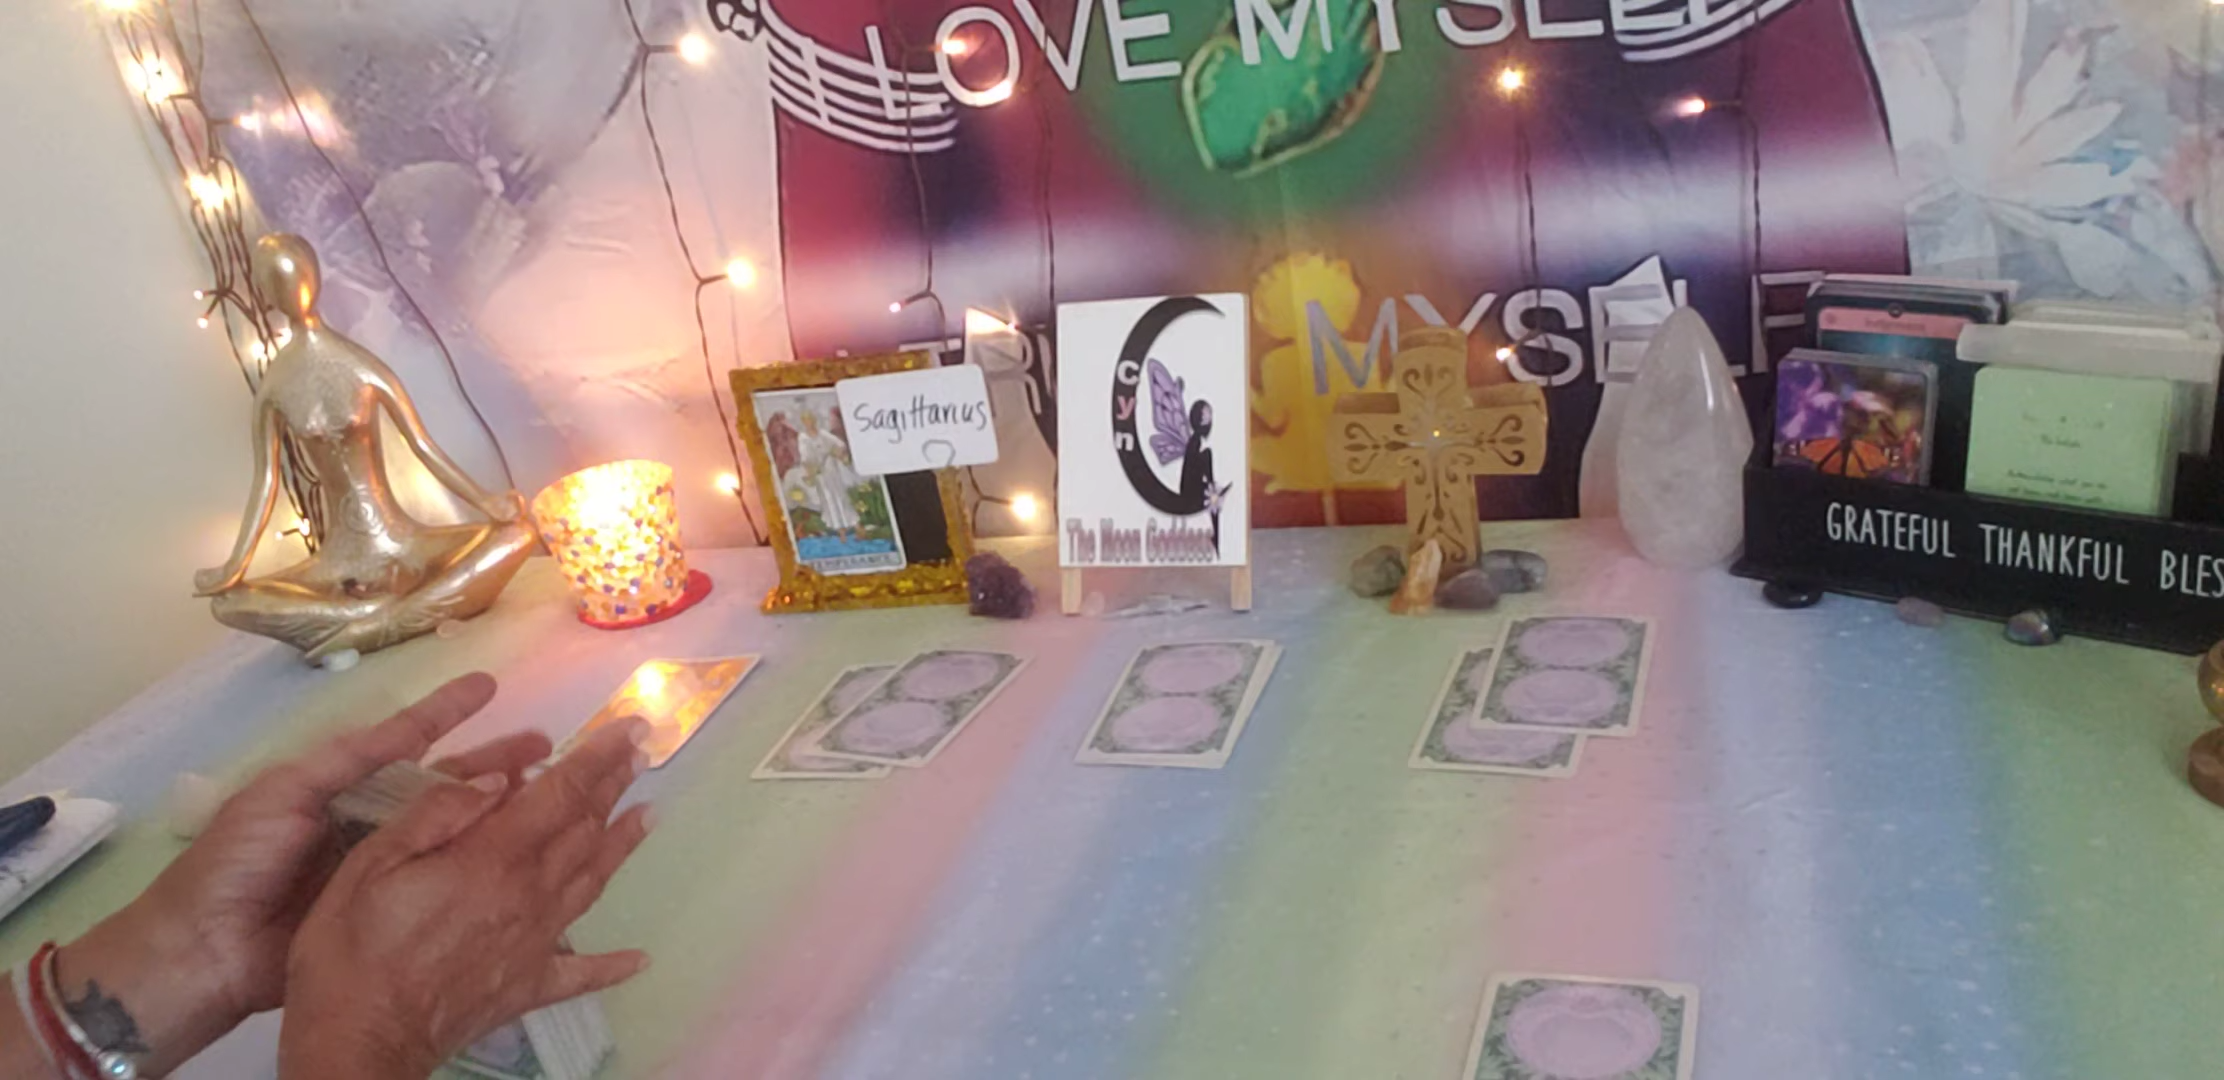 LOVE MYSELF
MYSELF
Sagittarius
TEMPERANCE
cyn
The Moon Goddess
GRATEFUL THANKFUL BLES